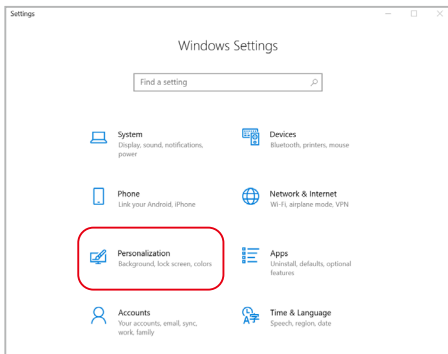 Settings
Windows Settings
Find a setting
System
Display, sound, notifications,
power
Devices
Bluetooth, printers, mouse
Phone
Link your Android, iPhone
Network & Internet
Wi-Fi, airplane mode, VPN
Personalization
Background, lock screen, colors
Apps
Uninstall, defaults, optional
features
Accounts
Your accounts, email, sync,
work, family
Time & Language
Speech, region, date